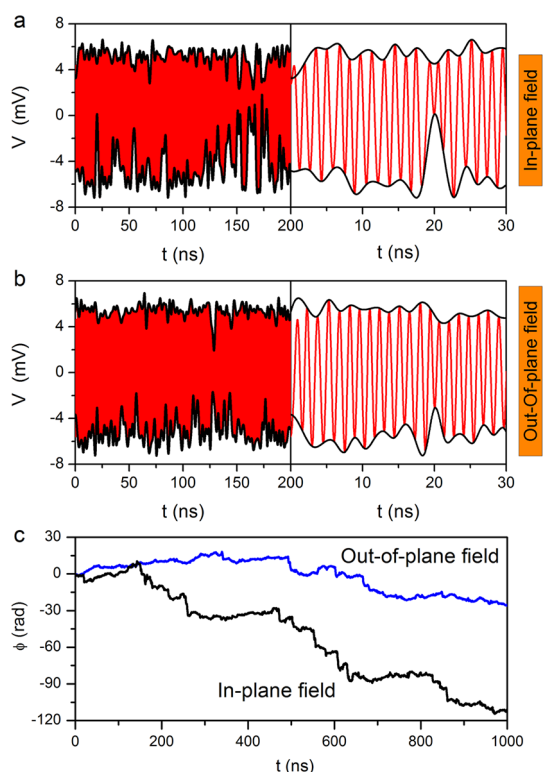 a
8
4
0
-4
-8
V (mV)
0 50 100 150 200 10 20 30
t (ns) t (ns)
In-plane field
b
8
4
0
-4
-8
V (mV)
0 50 100 150 200 10 20 30
t (ns) t (ns)
Out-Of-plane field
c
30
0
-30
-60
-90
-120
ϕ (rad)
Out-of-plane field
In-plane field
0 200 400 600 800 1000
t (ns)